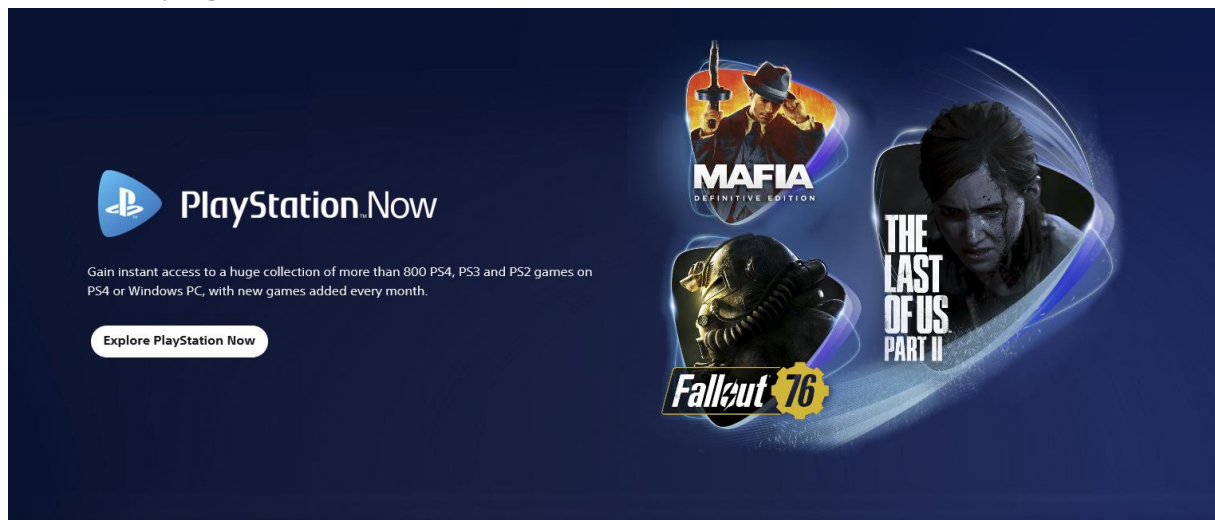 PlayStation™Now
Gain instant access to a huge collection of more than 800 PS4, PS3 and PS2 games on
PS4 or Windows PC, with new games added every month.
Explore PlayStation Now
MAFIA
DEFINITIVE EDITION
THE
LAST
OF US
PART II
Fallout 76